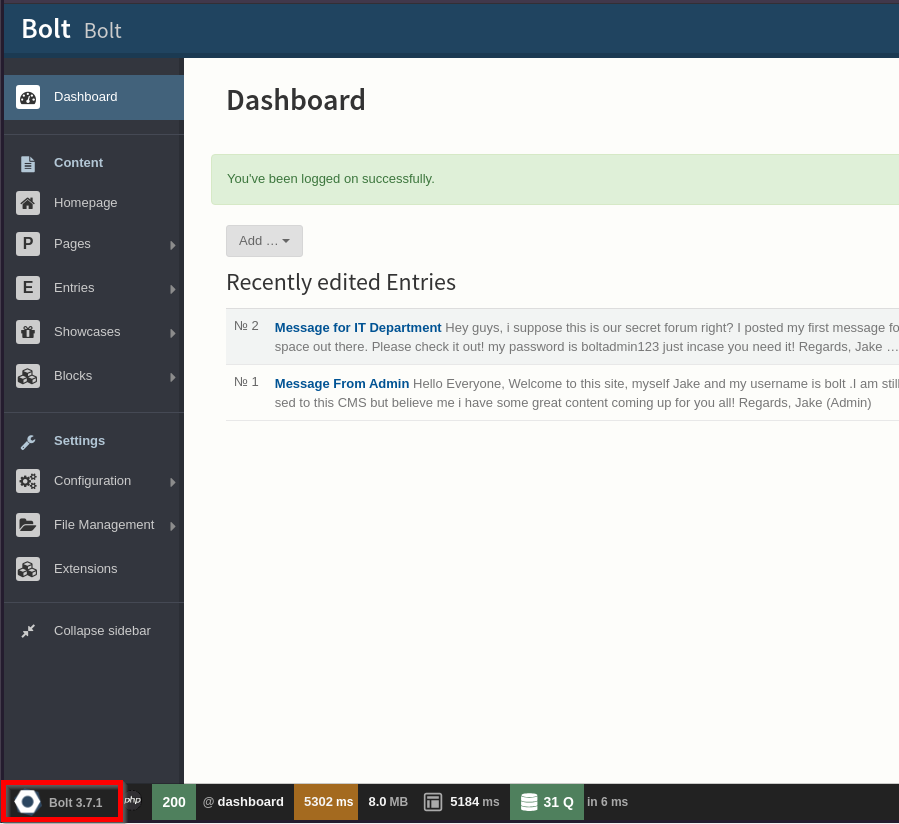 Bolt Bolt
Dashboard
Content
Homepage
P Pages
E Entries
Showcases
Blocks
Settings
Configuration
File Management
Extensions
Collapse sidebar
Dashboard
You've been logged on successfully.
Add …
Recently edited Entries
№ 2 Message for IT Department Hey guys, i suppose this is our secret forum right? I posted my first message fo
space out there. Please check it out! my password is boltadmin123 just incase you need it! Regards, Jake …
№ 1 Message From Admin Hello Everyone, Welcome to this site, myself Jake and my username is bolt .I am still
sed to this CMS but believe me i have some great content coming up for you all! Regards, Jake (Admin)
Bolt 3.7.1 php 200 @ dashboard 5302 ms 8.0 MB 5184 ms 31 Q in 6 ms